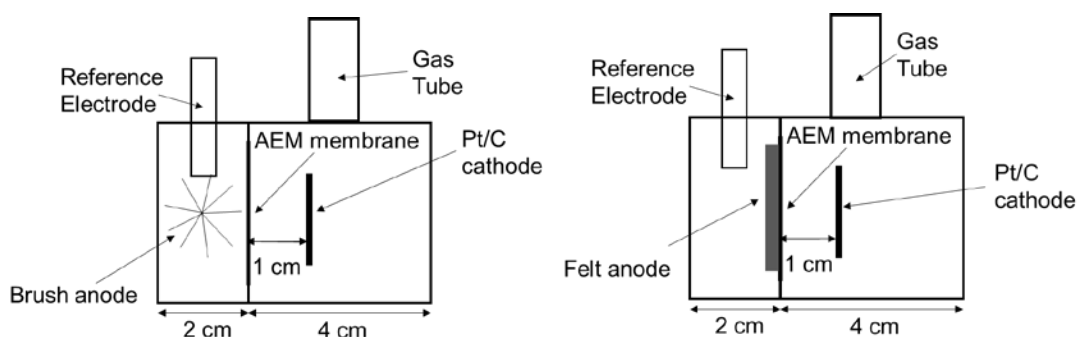 Reference
Electrode
Gas
Tube
AEM membrane
Pt/C
cathode
1 cm
Brush anode
2 cm
4 cm
Reference
Electrode
Gas
Tube
AEM membrane
Pt/C
cathode
1 cm
Felt anode
2 cm
4 cm